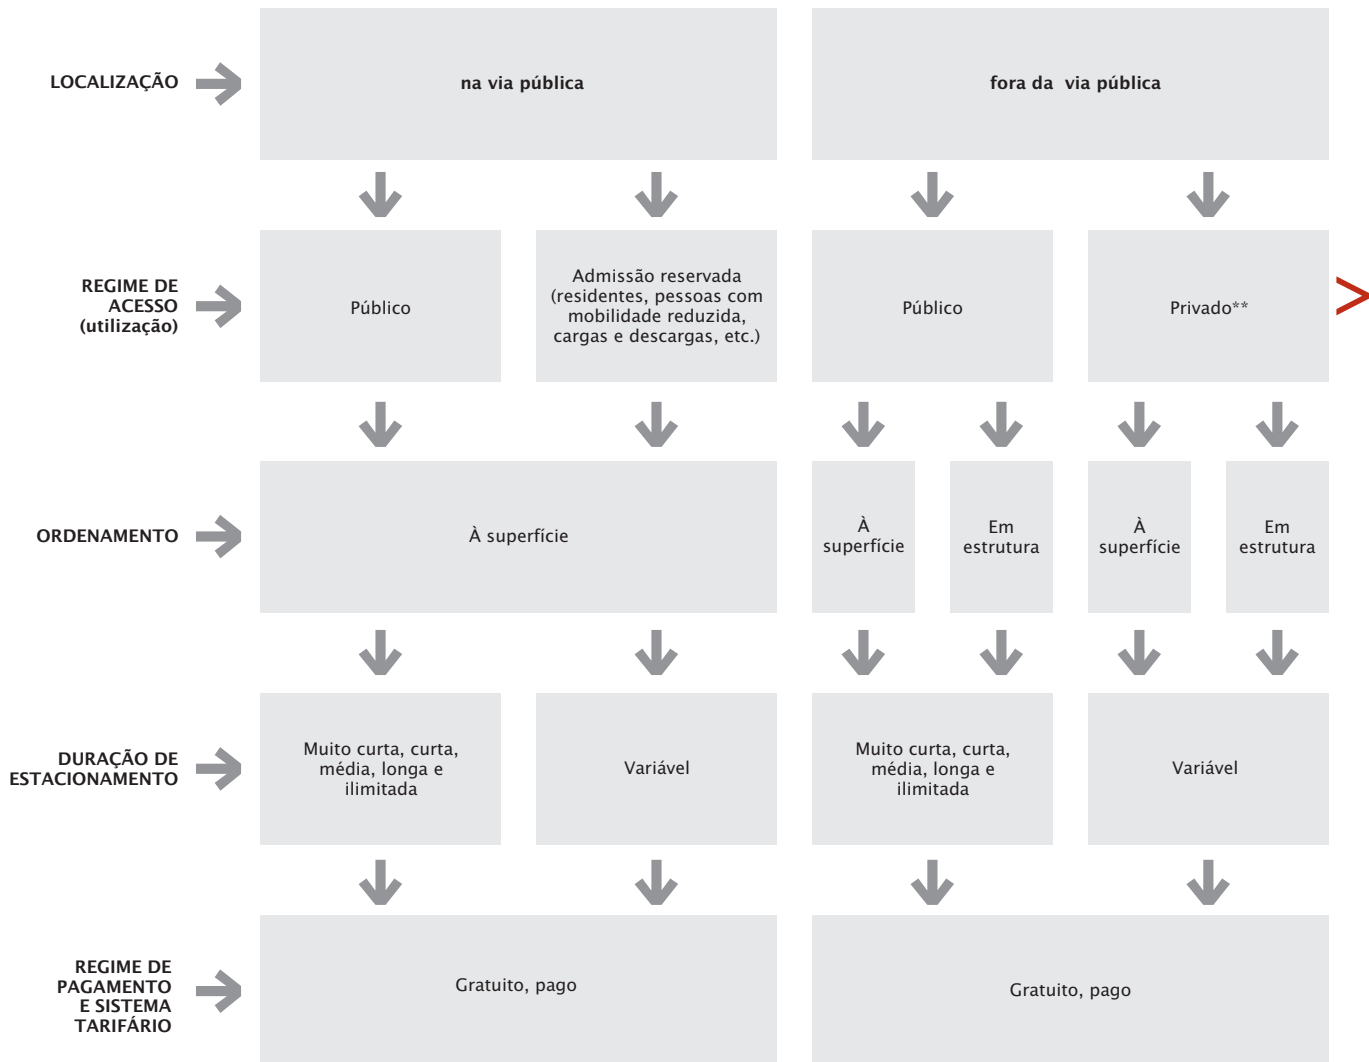 LOCALIZAÇÃO
na via pública
fora da via pública
REGIME DE
ACESSO
(utilização)
Público
Admissão reservada
(residentes, pessoas com
mobilidade reduzida,
cargas e descargas, etc.)
Público
Privado**
>
ORDENAMENTO
À superfície
À
superfície
Em
estrutura
À
superfície
Em
estrutura
DURAÇÃO DE
ESTACIONAMENTO
Muito curta, curta,
média, longa e
ilimitada
Variável
Muito curta, curta,
média, longa e
ilimitada
Variável
REGIME DE
PAGAMENTO
E SISTEMA
TARIFÁRIO
Gratuito, pago
Gratuito, pago